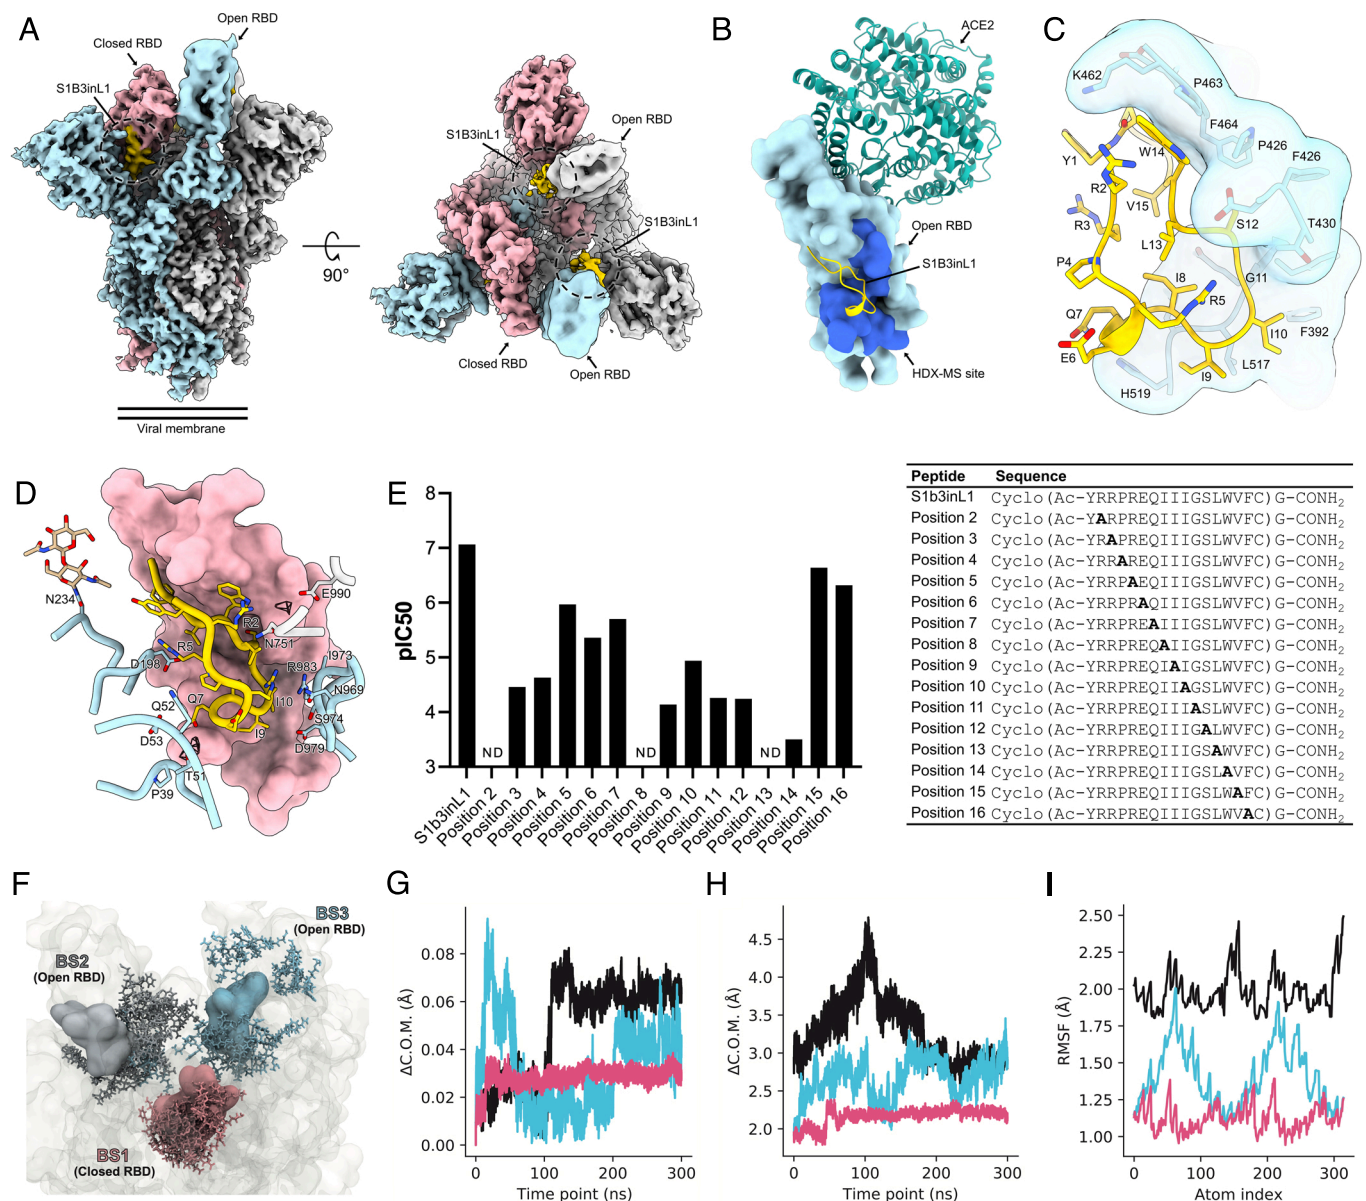 A
Open RBD
Closed RBD
S1B3inL1
90°
Viral membrane
S1B3inL1
Open RBD
S1B3inL1
Closed RBD
Open RBD
B
ACE2
Open RBD
S1B3inL1
HDX-MS site
C
K462
P463
F464
P426
F426
Y1
W14
R2
V15
S12
R3
T430
L13
P4
I8
G11
R5
Q7
I10
F392
E6
I9
L517
H519
D
N234
E990
R2
N751
R5
D198
R983
I973
N969
Q52
Q7
I10
S974
D53
I9
D979
T51
P39
E
pIC50
8
7
6
5
4
3
ND
ND
ND
S1b3inL1
Position 2
Position 3
Position 4
Position 5
Position 6
Position 7
Position 8
Position 9
Position 10
Position 11
Position 12
Position 13
Position 14
Position 15
Position 16
Peptide Sequence
S1b3inL1 Cyclo(Ac-YRRPREQIIIGSLWVFC)G-CONH2
Position 2 Cyclo(Ac-YARPREQIIIGSLWVFC)G-CONH2
Position 3 Cyclo(Ac-YRAPREQIIIGSLWVFC)G-CONH2
Position 4 Cyclo(Ac-YRRAREQIIIGSLWVFC)G-CONH2
Position 5 Cyclo(Ac-YRRPAEQIIIGSLWVFC)G-CONH2
Position 6 Cyclo(Ac-YRRPRAQIIIGSLWVFC)G-CONH2
Position 7 Cyclo(Ac-YRRPREAIIIGSLWVFC)G-CONH2
Position 8 Cyclo(Ac-YRRPREQAIIGSLWVFC)G-CONH2
Position 9 Cyclo(Ac-YRRPREQIAIGSLWVFC)G-CONH2
Position 10 Cyclo(Ac-YRRPREQIIAGSLWVFC)G-CONH2
Position 11 Cyclo(Ac-YRRPREQIIIASLWVFC)G-CONH2
Position 12 Cyclo(Ac-YRRPREQIIIGALWVFC)G-CONH2
Position 13 Cyclo(Ac-YRRPREQIIIGSAWVFC)G-CONH2
Position 14 Cyclo(Ac-YRRPREQIIIGSLAVFC)G-CONH2
Position 15 Cyclo(Ac-YRRPREQIIIGSLWAFC)G-CONH2
Position 16 Cyclo(Ac-YRRPREQIIIGSLWVAC)G-CONH2
F
BS3
(Open RBD)
BS2
(Open RBD)
BS1
(Closed RBD)
G
ΔC.O.M. (Å)
0.08
0.06
0.04
0.02
0.00
0 100 200 300
Time point (ns)
H
ΔC.O.M. (Å)
4.5
4.0
3.5
3.0
2.5
2.0
0 100 200 300
Time point (ns)
I
RMSF (Å)
2.50
2.25
2.00
1.75
1.50
1.25
1.00
0 100 200 300
Atom index